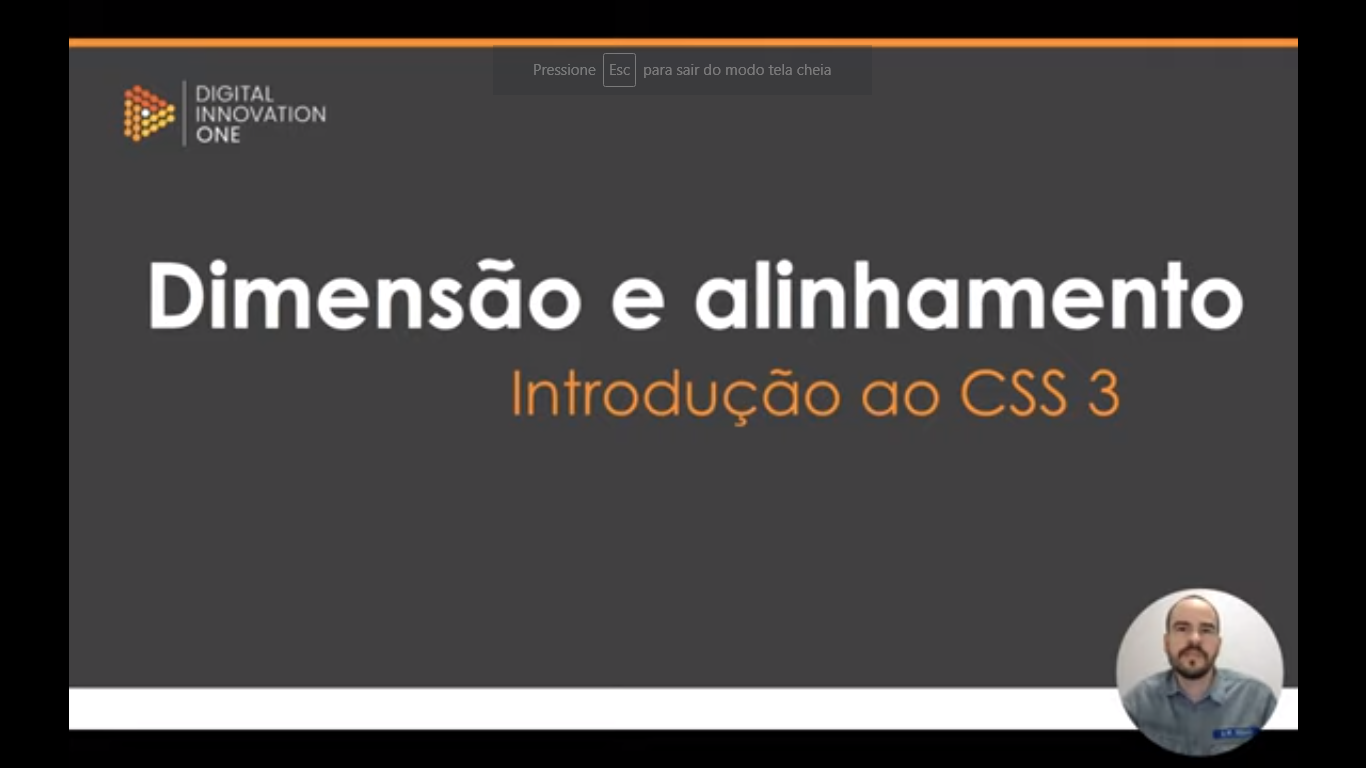 Pressione Esc para sair do modo tela cheia
DIGITAL
INNOVATION
ONE
Dimensão e alinhamento
Introdução ao CSS 3